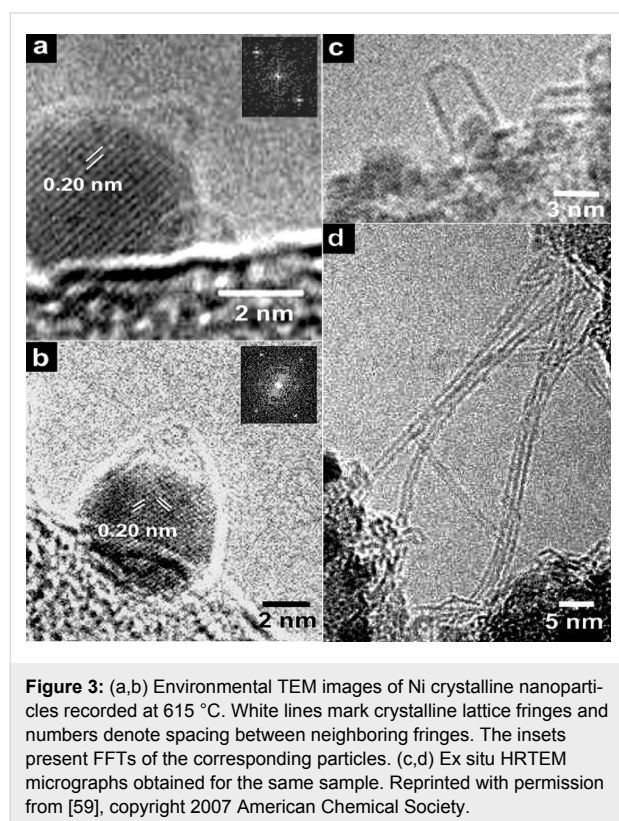 a
0.20 nm
2 nm
b
0.20 nm
2 nm
c
3 nm
d
5 nm
Figure 3: (a,b) Environmental TEM images of Ni crystalline nanoparti-
cles recorded at 615 °C. White lines mark crystalline lattice fringes and
numbers denote spacing between neighboring fringes. The insets
present FFTs of the corresponding particles. (c,d) Ex situ HRTEM
micrographs obtained for the same sample. Reprinted with permission
from [59], copyright 2007 American Chemical Society.